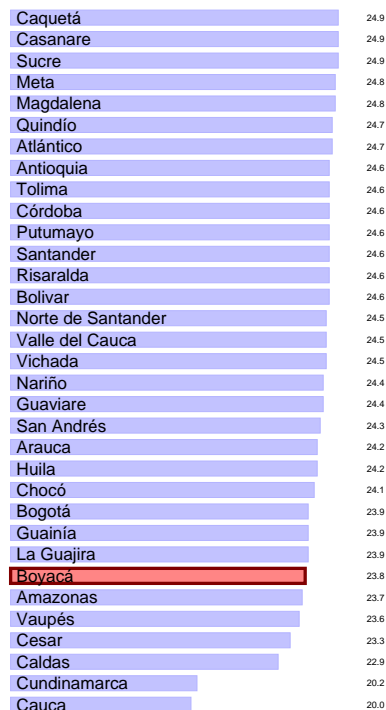 Caquetá 24.9
Casanare 24.9
Sucre 24.9
Meta 24.8
Magdalena 24.8
Quindío 24.7
Atlántico 24.7
Antioquia 24.6
Tolima 24.6
Córdoba 24.6
Putumayo 24.6
Santander 24.6
Risaralda 24.6
Bolivar 24.6
Norte de Santander 24.5
Valle del Cauca 24.5
Vichada 24.5
Nariño 24.4
Guaviare 24.4
San Andrés 24.3
Arauca 24.2
Huila 24.2
Chocó 24.1
Bogotá 23.9
Guainía 23.9
La Guajira 23.9
Boyacá 23.8
Amazonas 23.7
Vaupés 23.6
Cesar 23.3
Caldas 22.9
Cundinamarca 20.2
Cauca 20.0